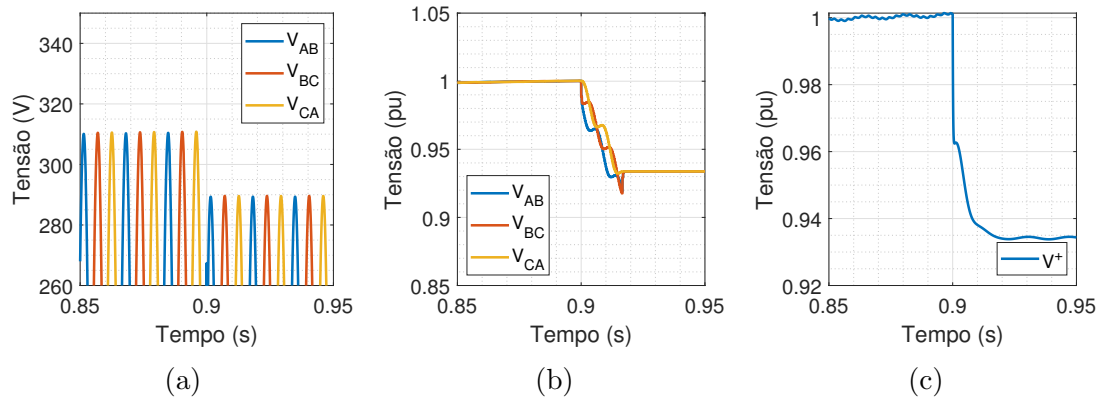 340
320
300
280
260
Tensão (V)
V_AB
V_BC
V_CA
0.85 0.9 0.95
Tempo (s)
(a)
1.05
1
0.95
0.9
0.85
Tensão (pu)
V_AB
V_BC
V_CA
0.85 0.9 0.95
Tempo (s)
(b)
1
0.98
0.96
0.94
0.92
Tensão (pu)
V⁺
0.85 0.9 0.95
Tempo (s)
(c)